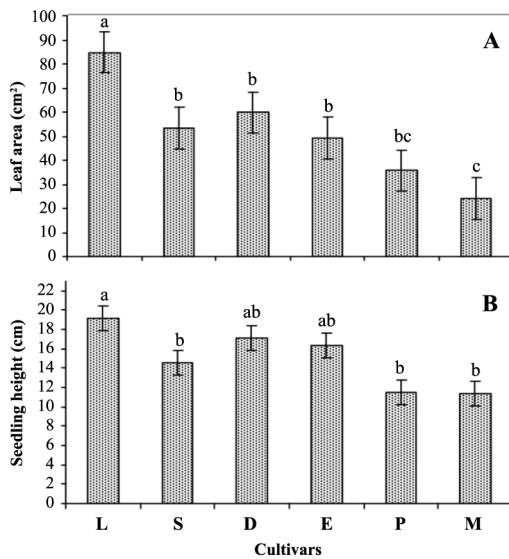 A
Leaf area (cm²)
100
90
80
70
60
50
40
30
20
10
0
a
b
b
b
bc
c
B
Seedling height (cm)
22
20
18
16
14
12
10
8
6
4
2
0
a
b
ab
ab
b
b
L S D E P M
Cultivars